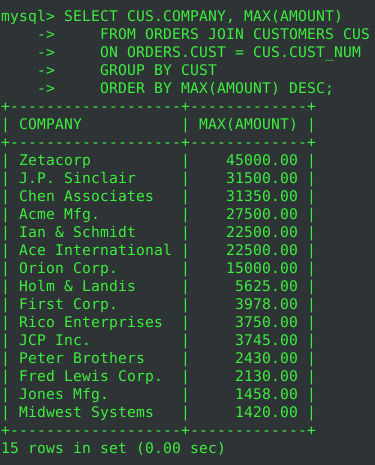 mysql> SELECT CUS.COMPANY, MAX(AMOUNT)
    ->     FROM ORDERS JOIN CUSTOMERS CUS
    ->     ON ORDERS.CUST = CUS.CUST_NUM
    ->     GROUP BY CUST
    ->     ORDER BY MAX(AMOUNT) DESC;
+-------------------+-------------+
| COMPANY           | MAX(AMOUNT) |
+-------------------+-------------+
| Zetacorp          |    45000.00 |
| J.P. Sinclair     |    31500.00 |
| Chen Associates   |    31350.00 |
| Acme Mfg.         |    27500.00 |
| Ian & Schmidt     |    22500.00 |
| Ace International |    22500.00 |
| Orion Corp.       |    15000.00 |
| Holm & Landis     |     5625.00 |
| First Corp.       |     3978.00 |
| Rico Enterprises  |     3750.00 |
| JCP Inc.          |     3745.00 |
| Peter Brothers    |     2430.00 |
| Fred Lewis Corp.  |     2130.00 |
| Jones Mfg.        |     1458.00 |
| Midwest Systems   |     1420.00 |
+-------------------+-------------+
15 rows in set (0.00 sec)